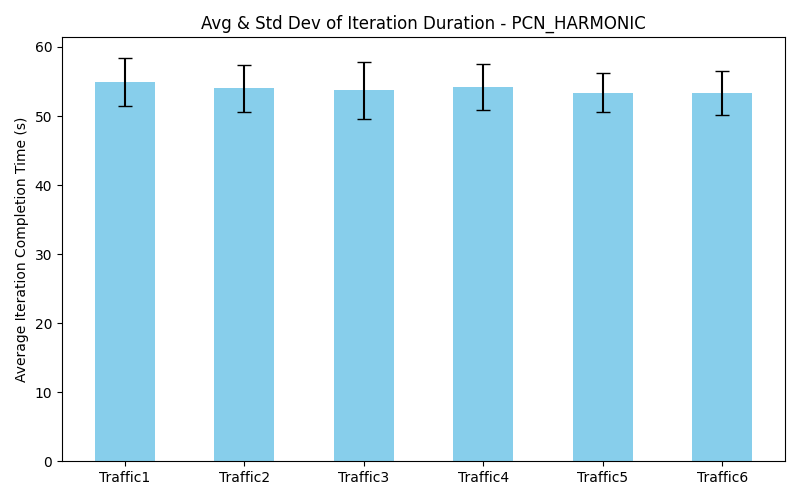 Avg & Std Dev of Iteration Duration - PCN_HARMONIC
Average Iteration Completion Time (s)
60
50
40
30
20
10
0
Traffic1 Traffic2 Traffic3 Traffic4 Traffic5 Traffic6